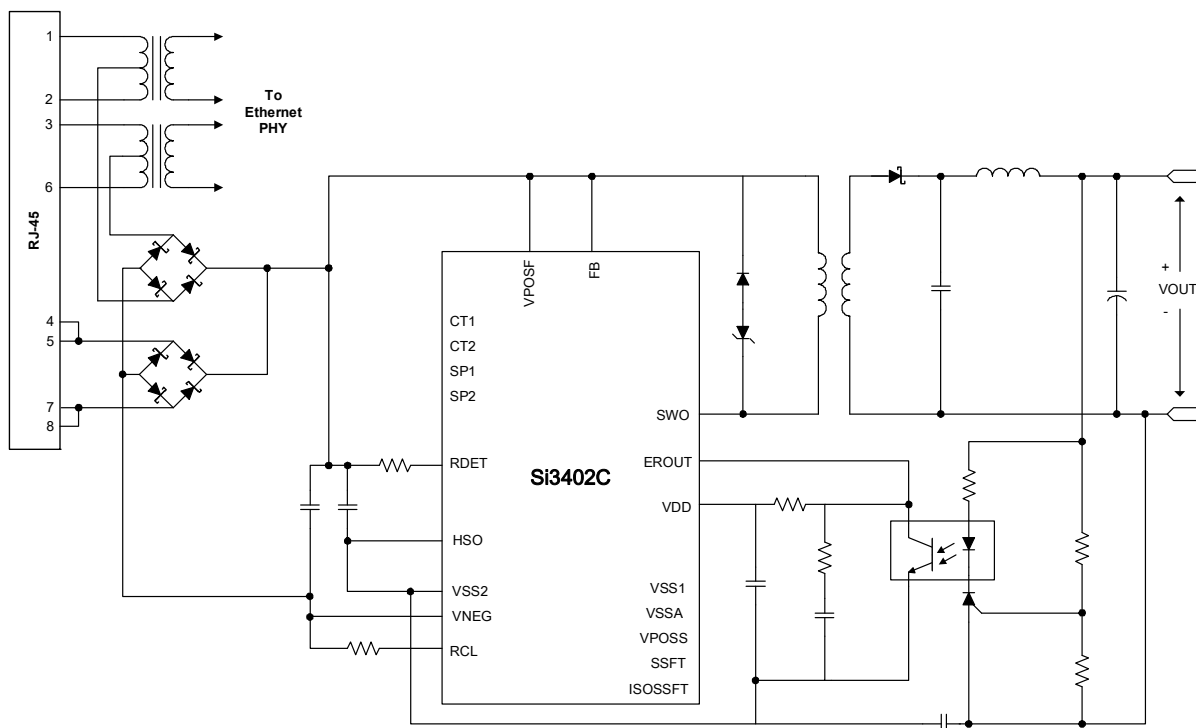 1
2
3
6
To
Ethernet
PHY
RJ-45
4
5
7
8
VPOSF
FB
CT1
CT2
SP1
SP2
SWO
RDET
Si3402C
EROUT
VDD
HSO
VSS2
VNEG
RCL
VSS1
VSSA
VPOSS
SSFT
ISOSSFT
+
VOUT
-